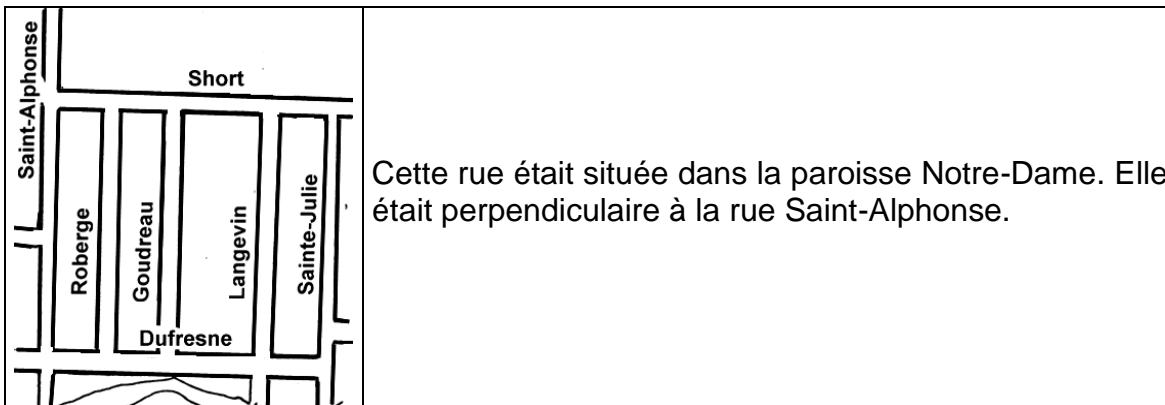 Saint-Alphonse
Short
Roberge
Goudreau
Langevin
Sainte-Julie
Dufresne
Cette rue était située dans la paroisse Notre-Dame. Elle
était perpendiculaire à la rue Saint-Alphonse.